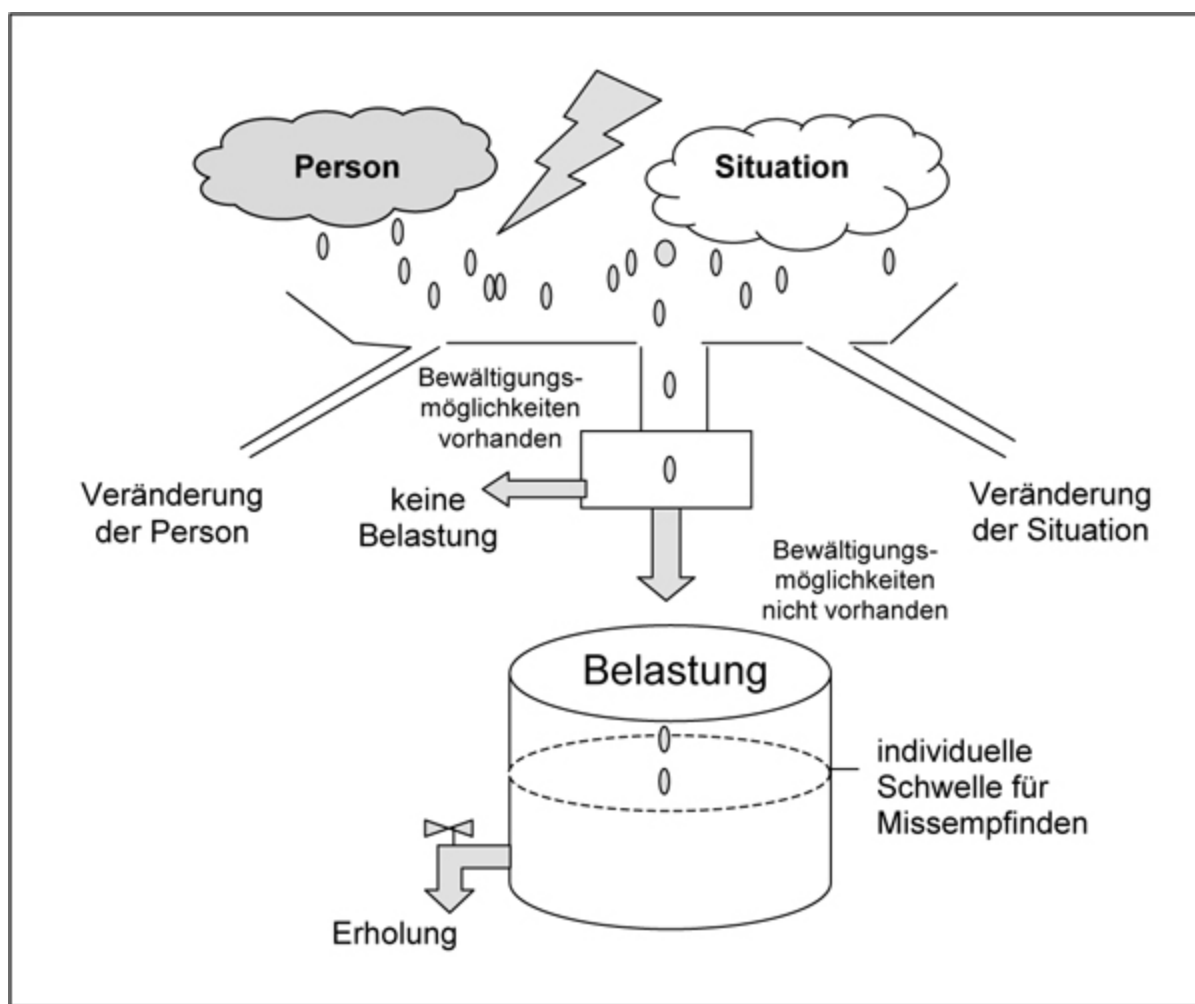 Person
Situation
Bewältigungs-
möglichkeiten
vorhanden
Veränderung
der Person
keine
Belastung
Veränderung
der Situation
Bewältigungs-
möglichkeiten
nicht vorhanden
Belastung
individuelle
Schwelle für
Missempfinden
Erholung